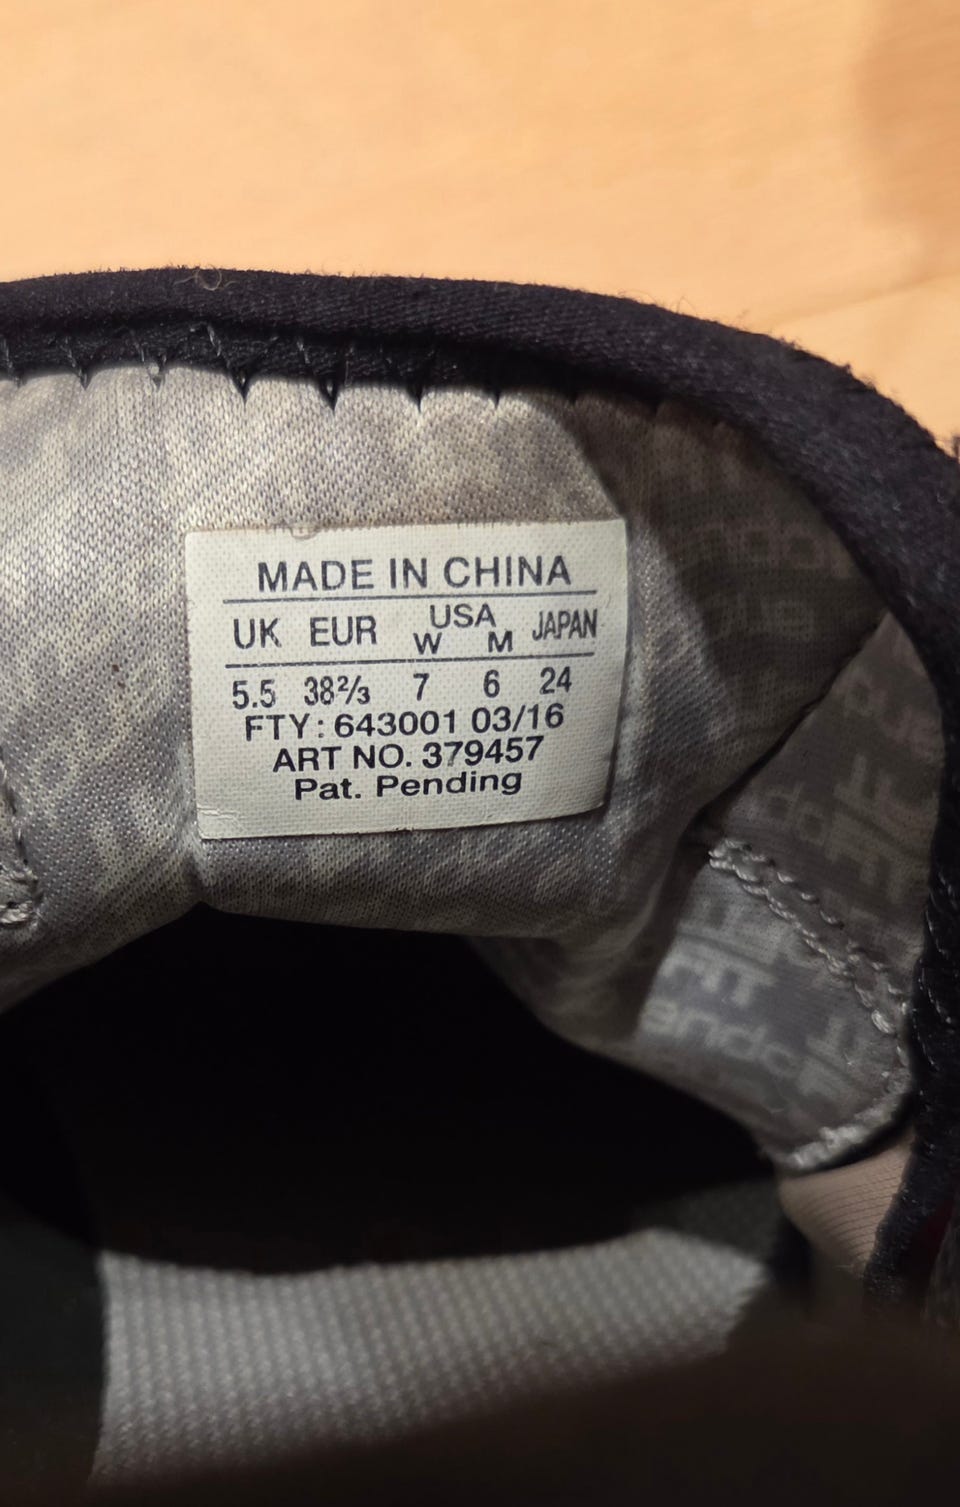 MADE IN CHINA
UK EUR USA JAPAN
W M
5.5 38⅔ 7 6 24
FTY: 643001 03/16
ART NO. 379457
Pat. Pending